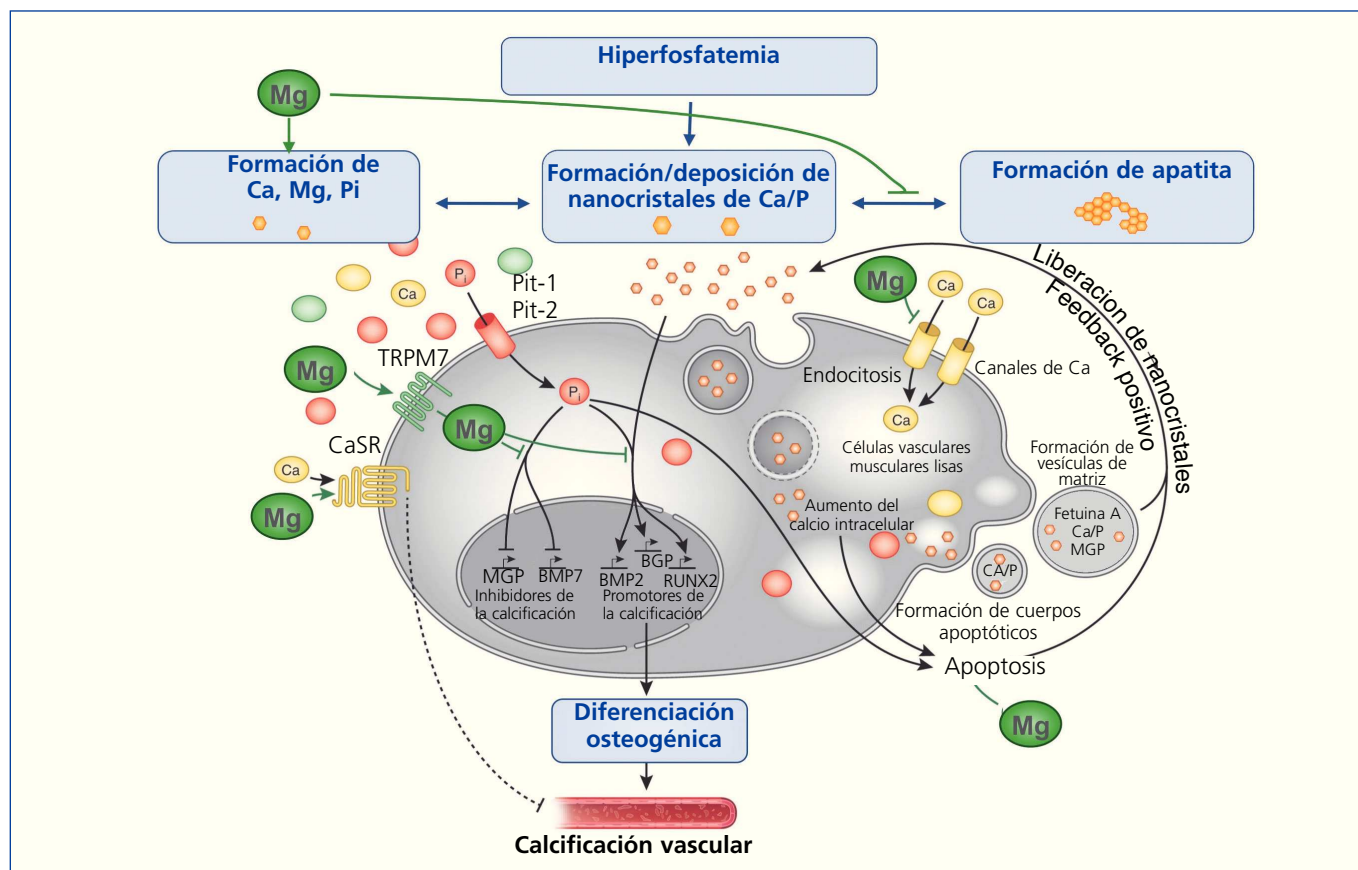 Hiperfosfatemia
Mg
Formación de
Ca, Mg, Pi
Formación/deposición de
nanocristales de Ca/P
Formación de apatita
Liberacion de nanocristales
Feedback positivo
Pi
Pit-1
Pit-2
Ca
Mg
Ca
Ca
TRPM7
Mg
Endocitosis
Canales de Ca
Pi
Mg
Ca
CaSR
Ca
Mg
Células vasculares
musculares lisas
Formación de
vesículas de
matriz
Aumento del
calcio intracelular
Fetuina A
Ca/P
MGP
CA/P
MGP
BMP7
BMP2
BGP
RUNX2
Inhibidores de
la calcificación
Promotores de
la calcificación
Formación de cuerpos
apoptóticos
Apoptosis
Mg
Diferenciación
osteogénica
Calcificación vascular